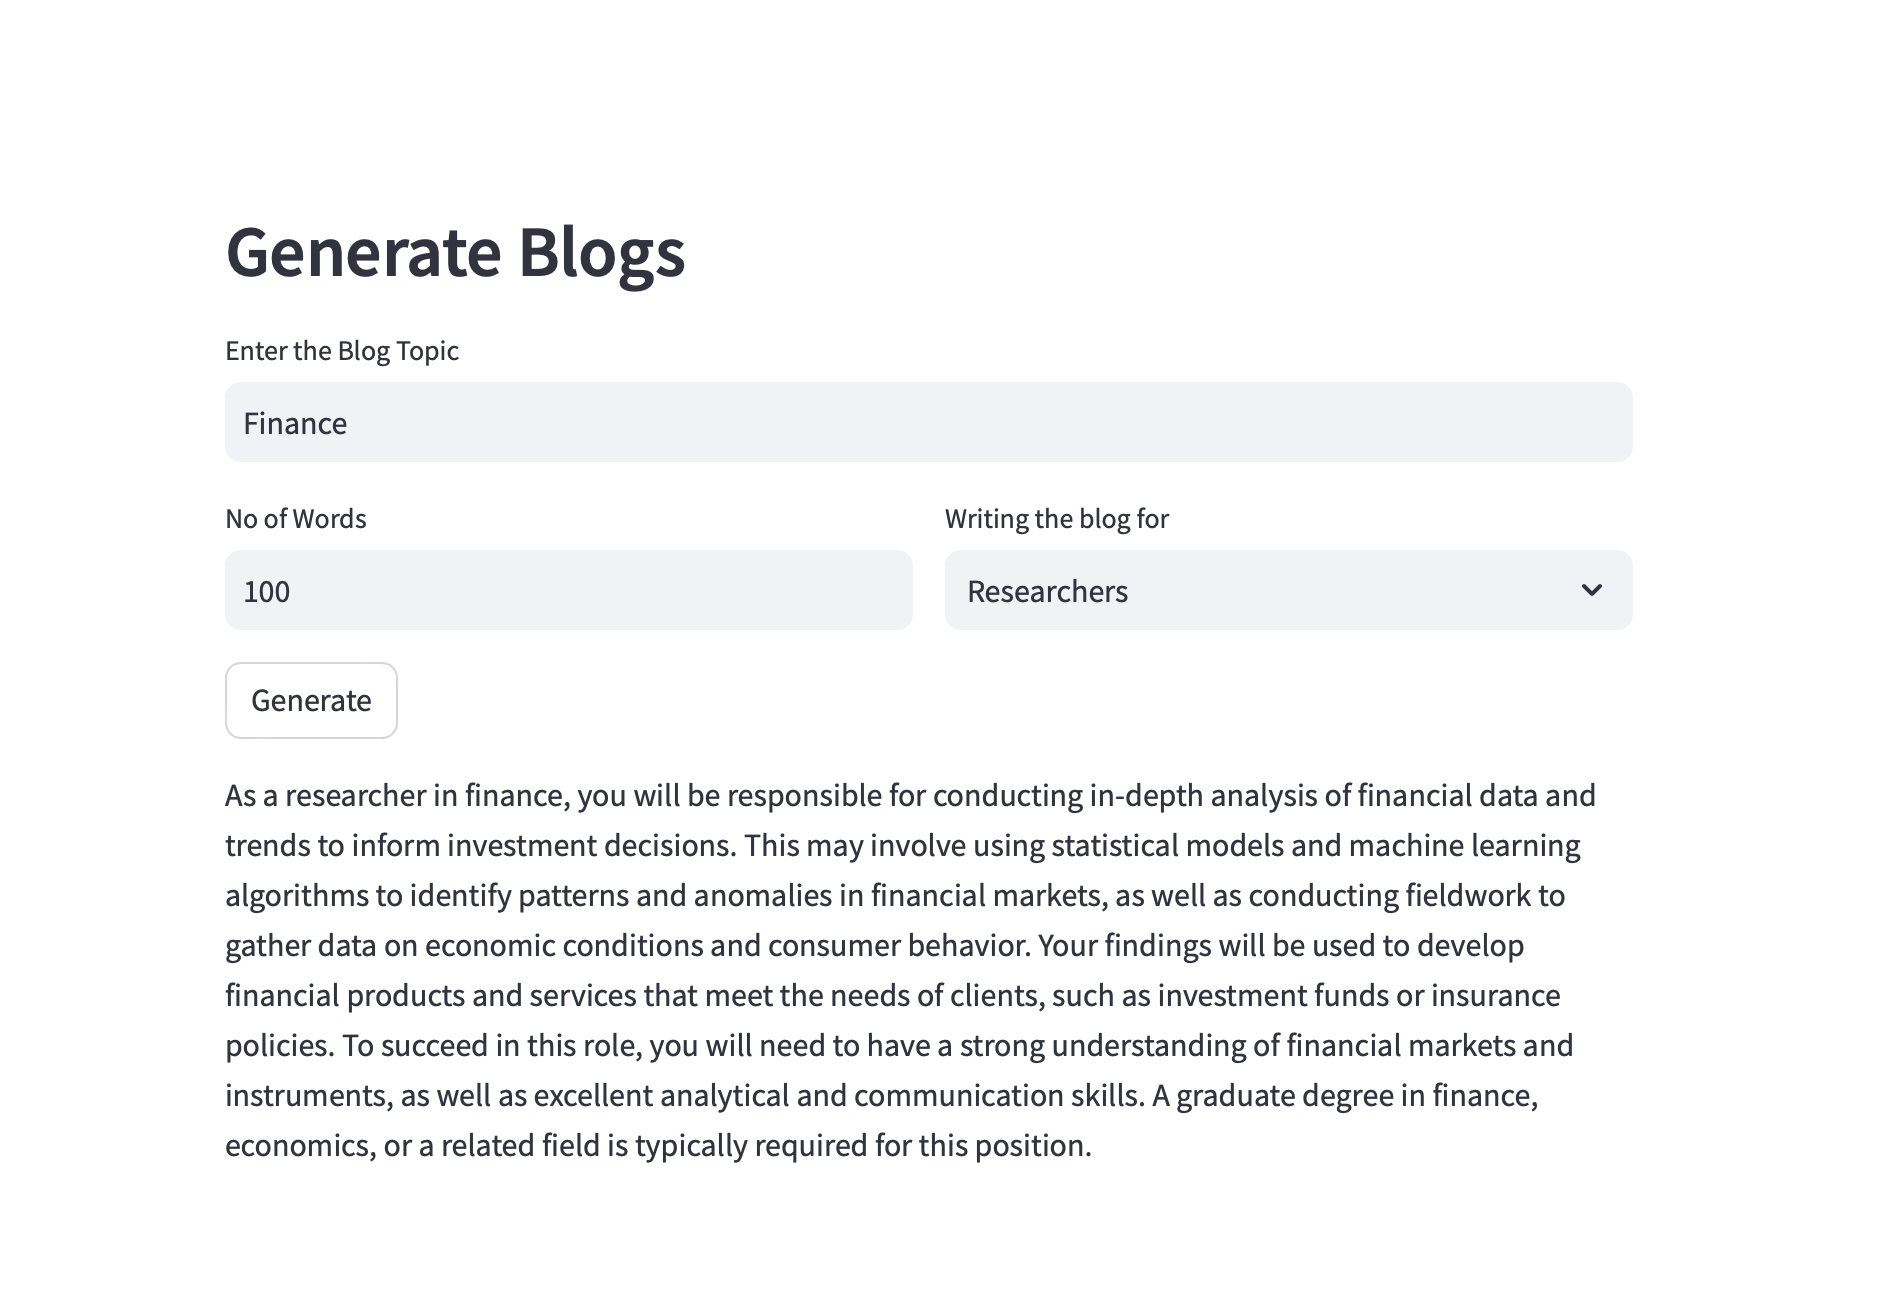 Generate Blogs
Enter the Blog Topic
Finance
No of Words
Writing the blog for
100
Researchers
Generate
As a researcher in finance, you will be responsible for conducting in-depth analysis of financial data and
trends to inform investment decisions. This may involve using statistical models and machine learning
algorithms to identify patterns and anomalies in financial markets, as well as conducting fieldwork to
gather data on economic conditions and consumer behavior. Your findings will be used to develop
financial products and services that meet the needs of clients, such as investment funds or insurance
policies. To succeed in this role, you will need to have a strong understanding of financial markets and
instruments, as well as excellent analytical and communication skills. A graduate degree in finance,
economics, or a related field is typically required for this position.